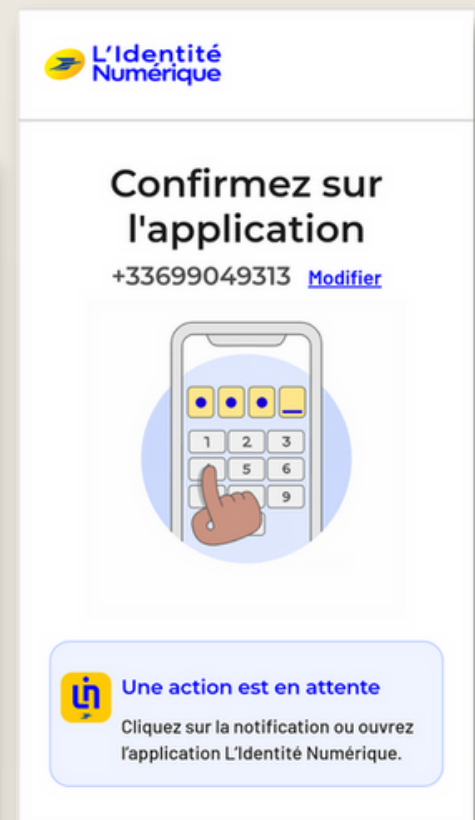 L'Identité
Numérique
Confirmez sur
l'application
+33699049313 Modifier
1 2 3
5 6
9
Une action est en attente
Cliquez sur la notification ou ouvrez
l'application L'Identité Numérique.